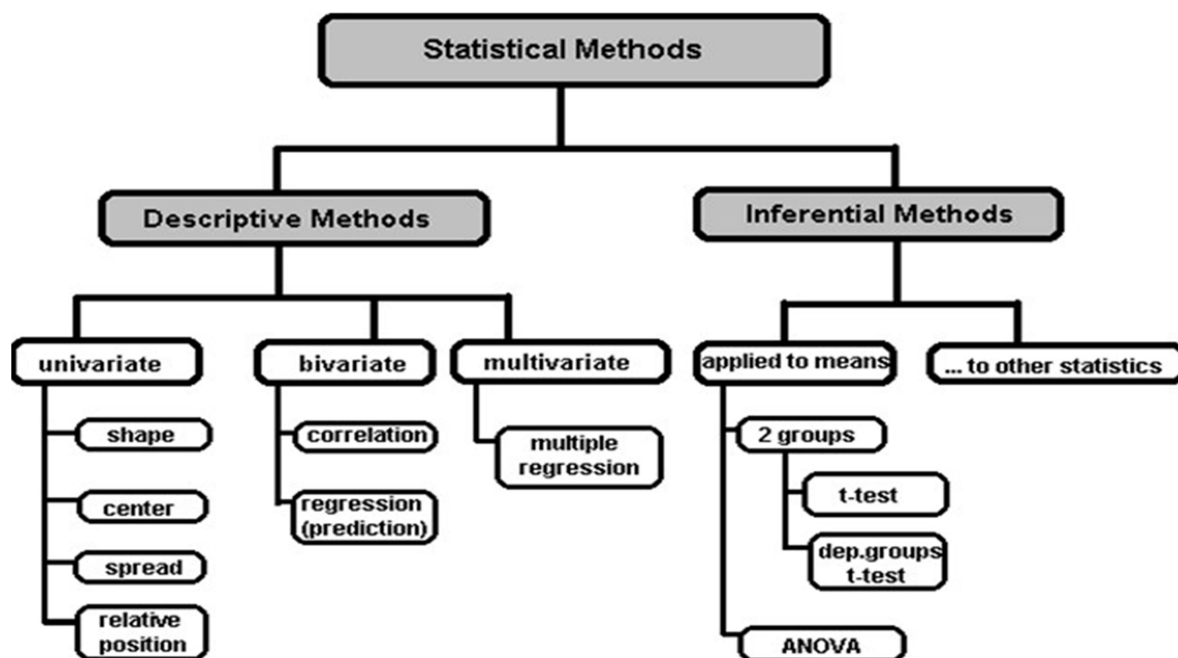 Statistical Methods
Descriptive Methods
Inferential Methods
univariate
bivariate
multivariate
applied to means
... to other statistics
shape
center
spread
relative
position
correlation
regression
(prediction)
multiple
regression
2 groups
t-test
dep.groups
t-test
ANOVA